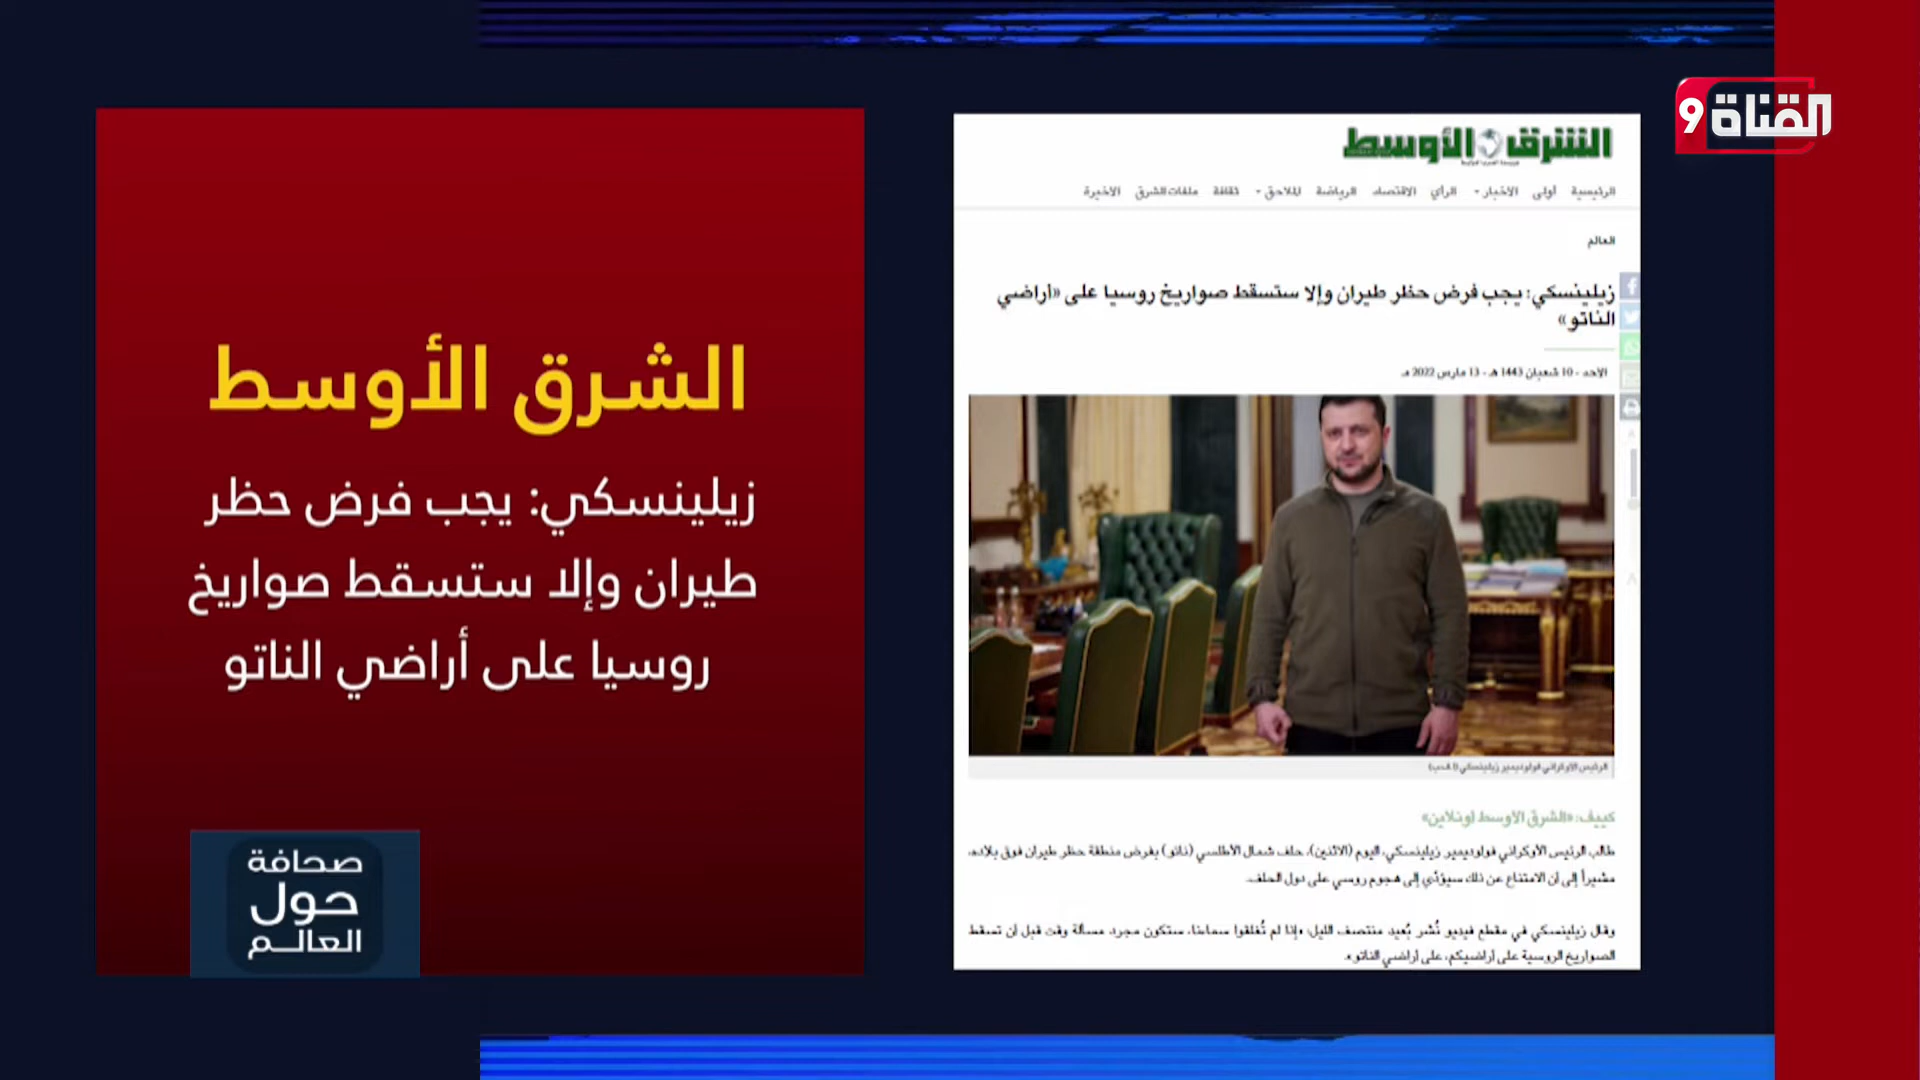 القناة 9
الشرق الأوسط
الرئيسية أولى الأخبار الرأي الاقتصاد الرياضة الملاحق ثقافة ملفات الشرق الأخيرة
العالم
زيلينسكي: يجب فرض حظر طيران وإلا ستسقط صواريخ روسيا على «أراضي
الناتو»
الأحد - 10 شعبان 1443 هـ - 13 مارس 2022 مـ
الرئيس الأوكراني فولوديمير زيلينسكي (أ.ف.ب)
كييف: «الشرق الأوسط أونلاين»
طالب الرئيس الأوكراني فولوديمير زيلينسكي، اليوم (الاثنين)، حلف شمال الأطلسي (ناتو) بفرض منطقة حظر طيران فوق بلاده،
مشيراً إلى أن الامتناع عن ذلك سيؤدي إلى هجوم روسي على دول الحلف.
وقال زيلينسكي في مقطع فيديو نُشر بُعيد منتصف الليل: «إذا لم تُغلقوا سماءنا، ستكون مجرد مسألة وقت قبل أن تسقط
الصواريخ الروسية على أراضيكم، على أراضي الناتو».
الشرق الأوسط
زيلينسكي: يجب فرض حظر
طيران وإلا ستسقط صواريخ
روسيا على أراضي الناتو
صحافة
حول
العالم